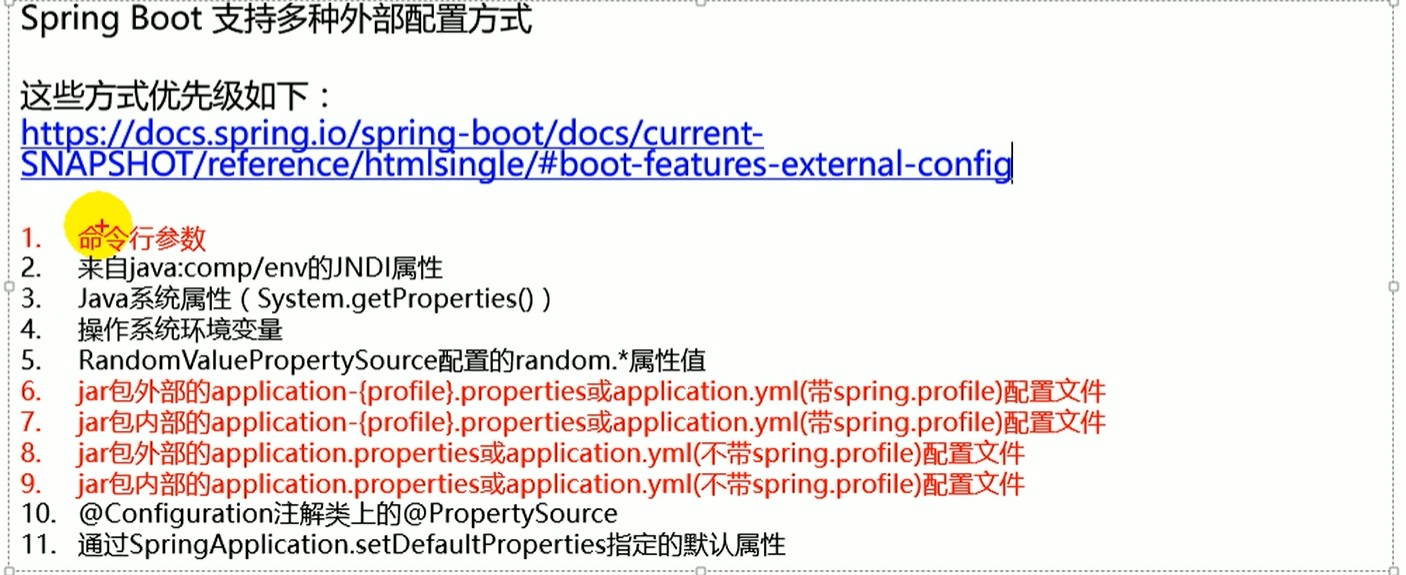 Spring Boot 支持多种外部配置方式
这些方式优先级如下：
https://docs.spring.io/spring-boot/docs/current-
SNAPSHOT/reference/htmlsingle/#boot-features-external-config
1. 命令行参数
2. 来自java:comp/env的JNDI属性
3. Java系统属性（System.getProperties()）
4. 操作系统环境变量
5. RandomValuePropertySource配置的random.*属性值
6. jar包外部的application-{profile}.properties或application.yml(带spring.profile)配置文件
7. jar包内部的application-{profile}.properties或application.yml(带spring.profile)配置文件
8. jar包外部的application.properties或application.yml(不带spring.profile)配置文件
9. jar包内部的application.properties或application.yml(不带spring.profile)配置文件
10. @Configuration注解类上的@PropertySource
11. 通过SpringApplication.setDefaultProperties指定的默认属性